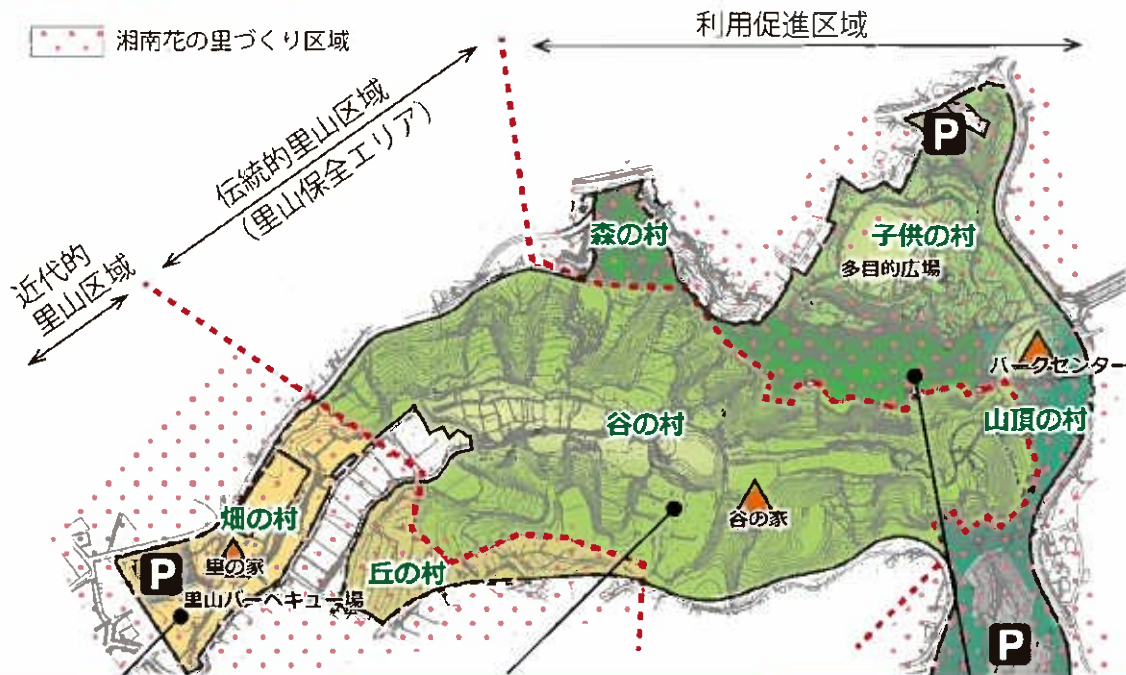 湘南花の里づくり区域
利用促進区域
伝統的里山区域
(里山保全エリア)
近代的
里山区域
P
森の村
子供の村
多目的広場
パークセンター
山頂の村
谷の村
谷の家
畑の村
里の家
P
里山バーベキュー場
丘の村
P